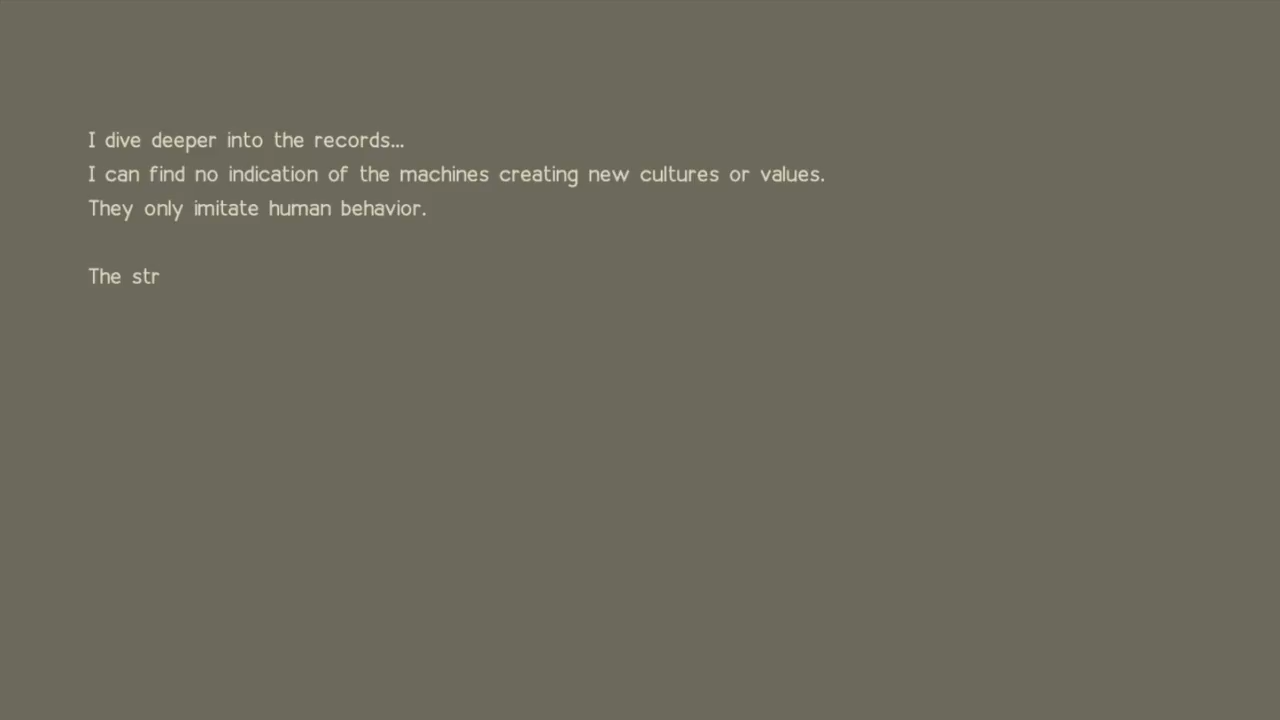 I dive deeper into the records...
I can find no indication of the machines creating new cultures or values.
They only imitate human behavior.
The str